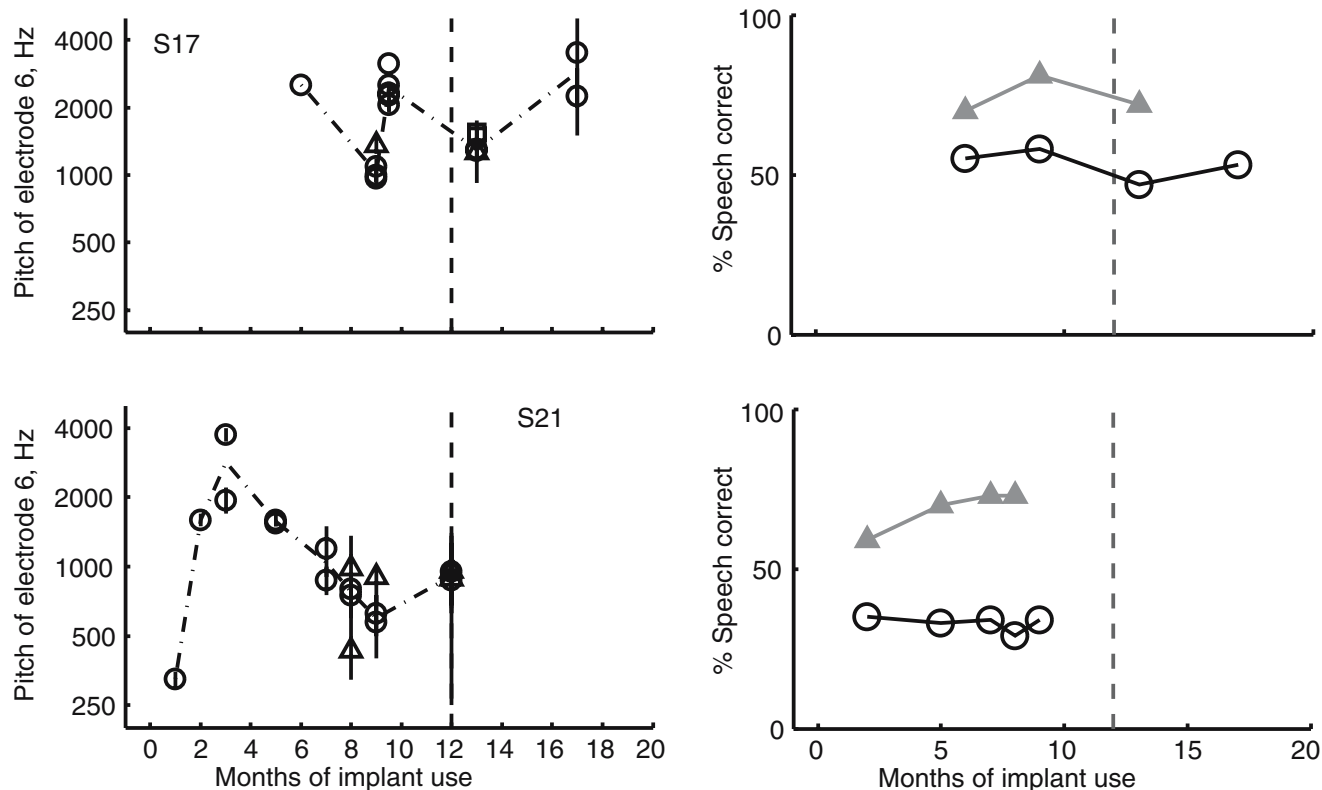 S17
Pitch of electrode 6, Hz
4000
2000
1000
500
250
% Speech correct
100
50
0
S21
Pitch of electrode 6, Hz
4000
2000
1000
500
250
0 2 4 6 8 10 12 14 16 18 20
Months of implant use
% Speech correct
100
50
0
0 5 10 15 20
Months of implant use